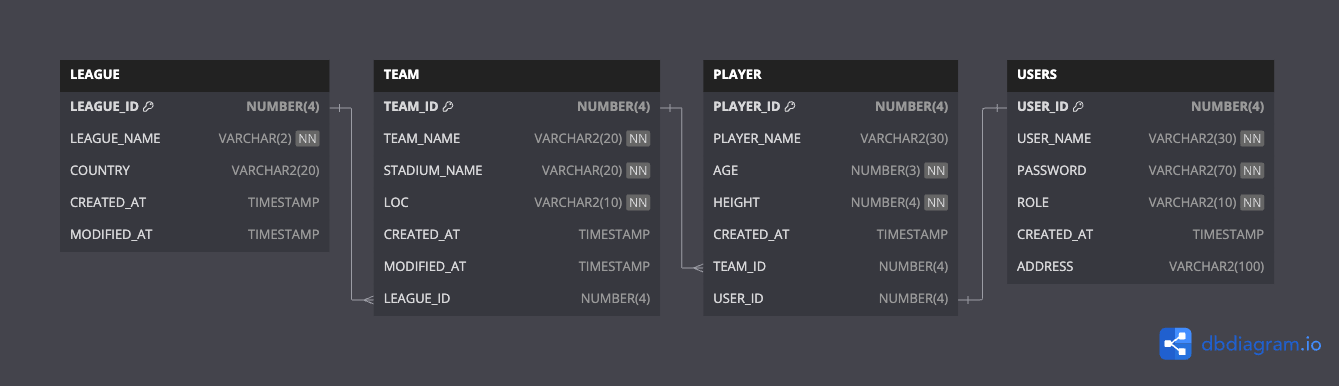 LEAGUE
LEAGUE_ID NUMBER(4)
LEAGUE_NAME VARCHAR(2) NN
COUNTRY VARCHAR2(20)
CREATED_AT TIMESTAMP
MODIFIED_AT TIMESTAMP
TEAM
TEAM_ID NUMBER(4)
TEAM_NAME VARCHAR2(20) NN
STADIUM_NAME VARCHAR(20) NN
LOC VARCHAR2(10) NN
CREATED_AT TIMESTAMP
MODIFIED_AT TIMESTAMP
LEAGUE_ID NUMBER(4)
PLAYER
PLAYER_ID NUMBER(4)
PLAYER_NAME VARCHAR2(30)
AGE NUMBER(3) NN
HEIGHT NUMBER(4) NN
CREATED_AT TIMESTAMP
TEAM_ID NUMBER(4)
USER_ID NUMBER(4)
USERS
USER_ID NUMBER(4)
USER_NAME VARCHAR2(30) NN
PASSWORD VARCHAR2(70) NN
ROLE VARCHAR2(10) NN
CREATED_AT TIMESTAMP
ADDRESS VARCHAR2(100)
dbdiagram.io